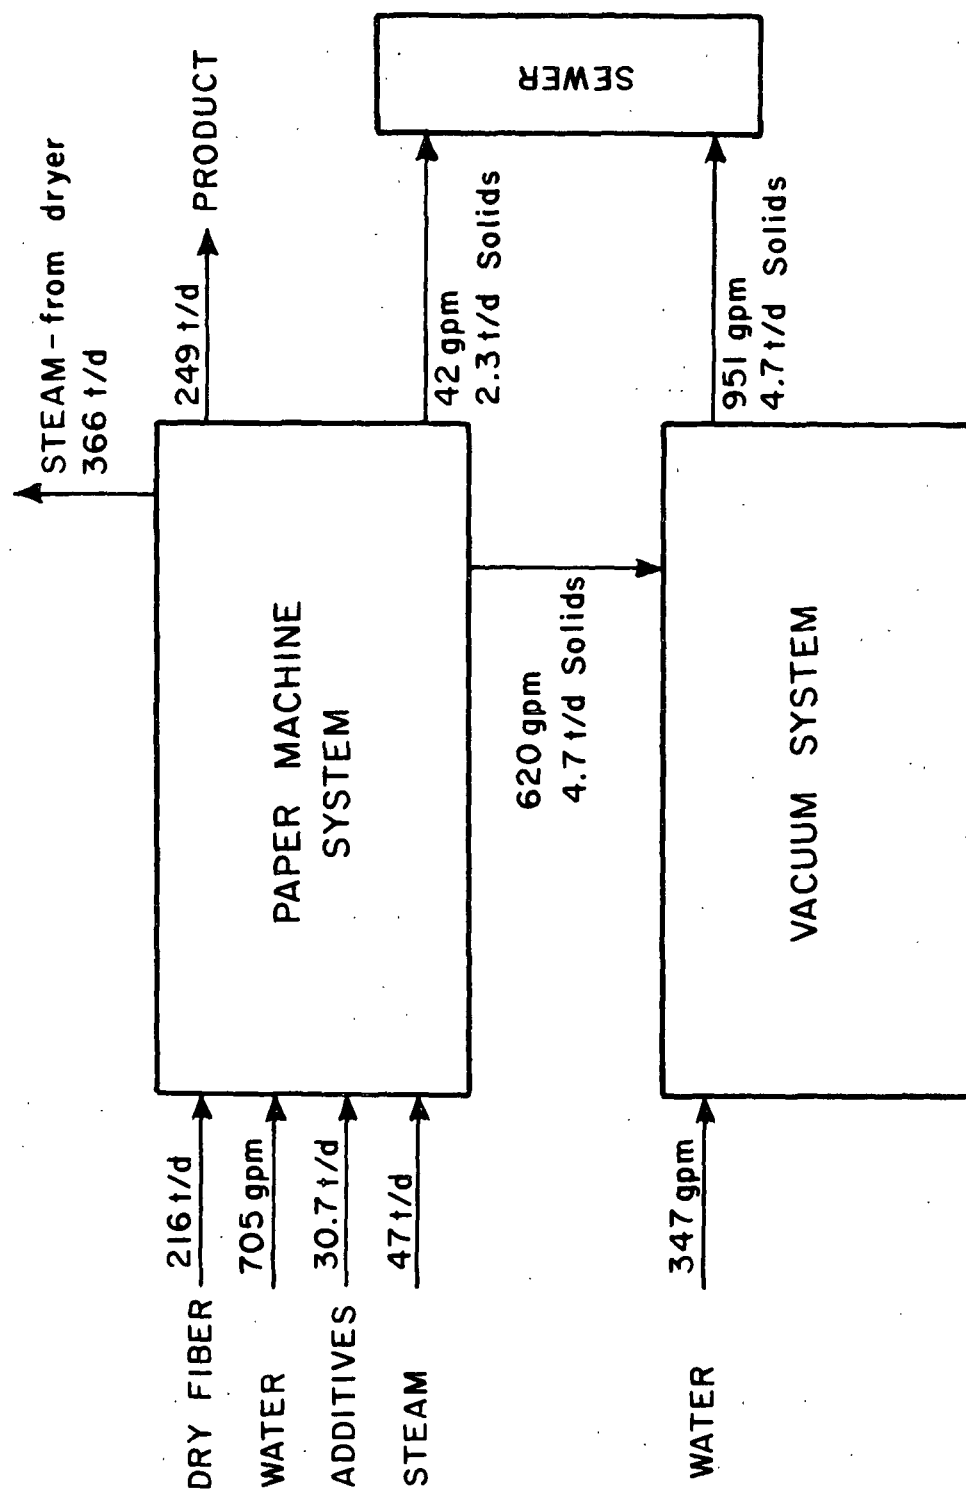 STEAM-from dryer
366 t/d
249 t/d
PRODUCT
DRY FIBER
216 t/d
WATER
705 gpm
ADDITIVES
30.7 t/d
STEAM
47 t/d
PAPER MACHINE
SYSTEM
42 gpm
2.3 t/d Solids
SEWER
620 gpm
4.7 t/d Solids
951 gpm
4.7 t/d Solids
WATER
347 gpm
VACUUM SYSTEM